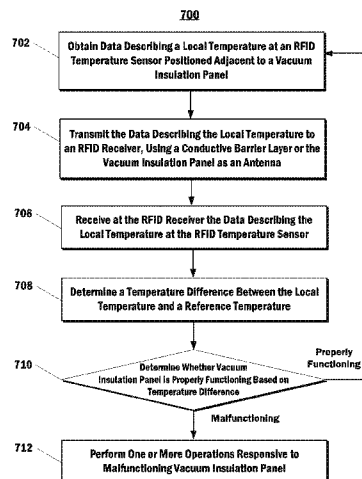 700
702
Obtain Data Describing a Local Temperature at an RFID
Temperature Sensor Positioned Adjacent to a Vacuum
Insulation Panel
704
Transmit the Data Describing the Local Temperature to
an RFID Receiver, Using a Conductive Barrier Layer or the
Vacuum Insulation Panel as an Antenna
706
Receive at the RFID Receiver the Data Describing the
Local Temperature at the RFID Temperature Sensor
708
Determine a Temperature Difference Between the Local
Temperature and a Reference Temperature
710
Determine Whether Vacuum
Insulation Panel is Properly Functioning Based on
Temperature Difference
Properly
Functioning
Malfunctioning
712
Perform One or More Operations Responsive to
Malfunctioning Vacuum Insulation Panel